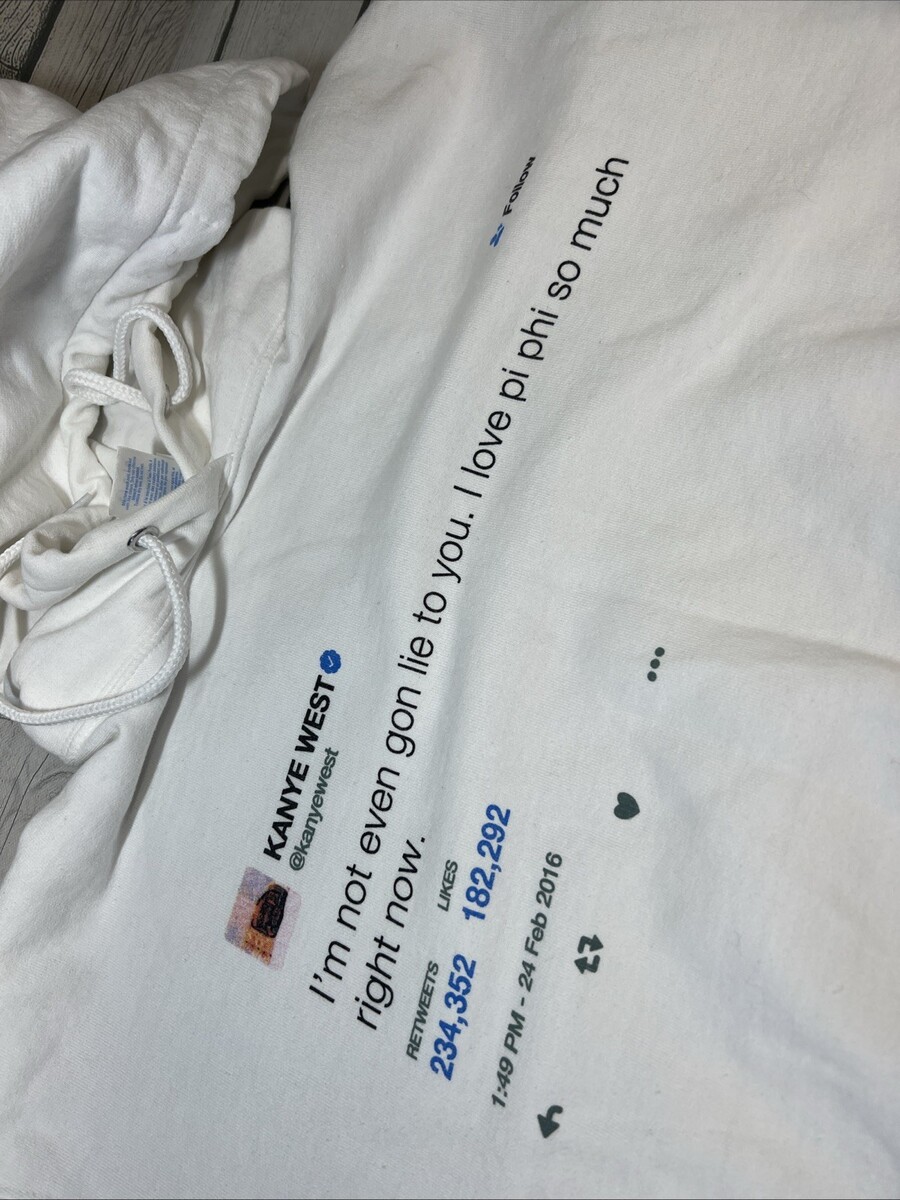 KANYE WEST
@kanyewest
Follow
I'm not even gon lie to you. I love pi phi so much
right now.
RETWEETS LIKES
234,352 182,292
1:49 PM - 24 Feb 2016